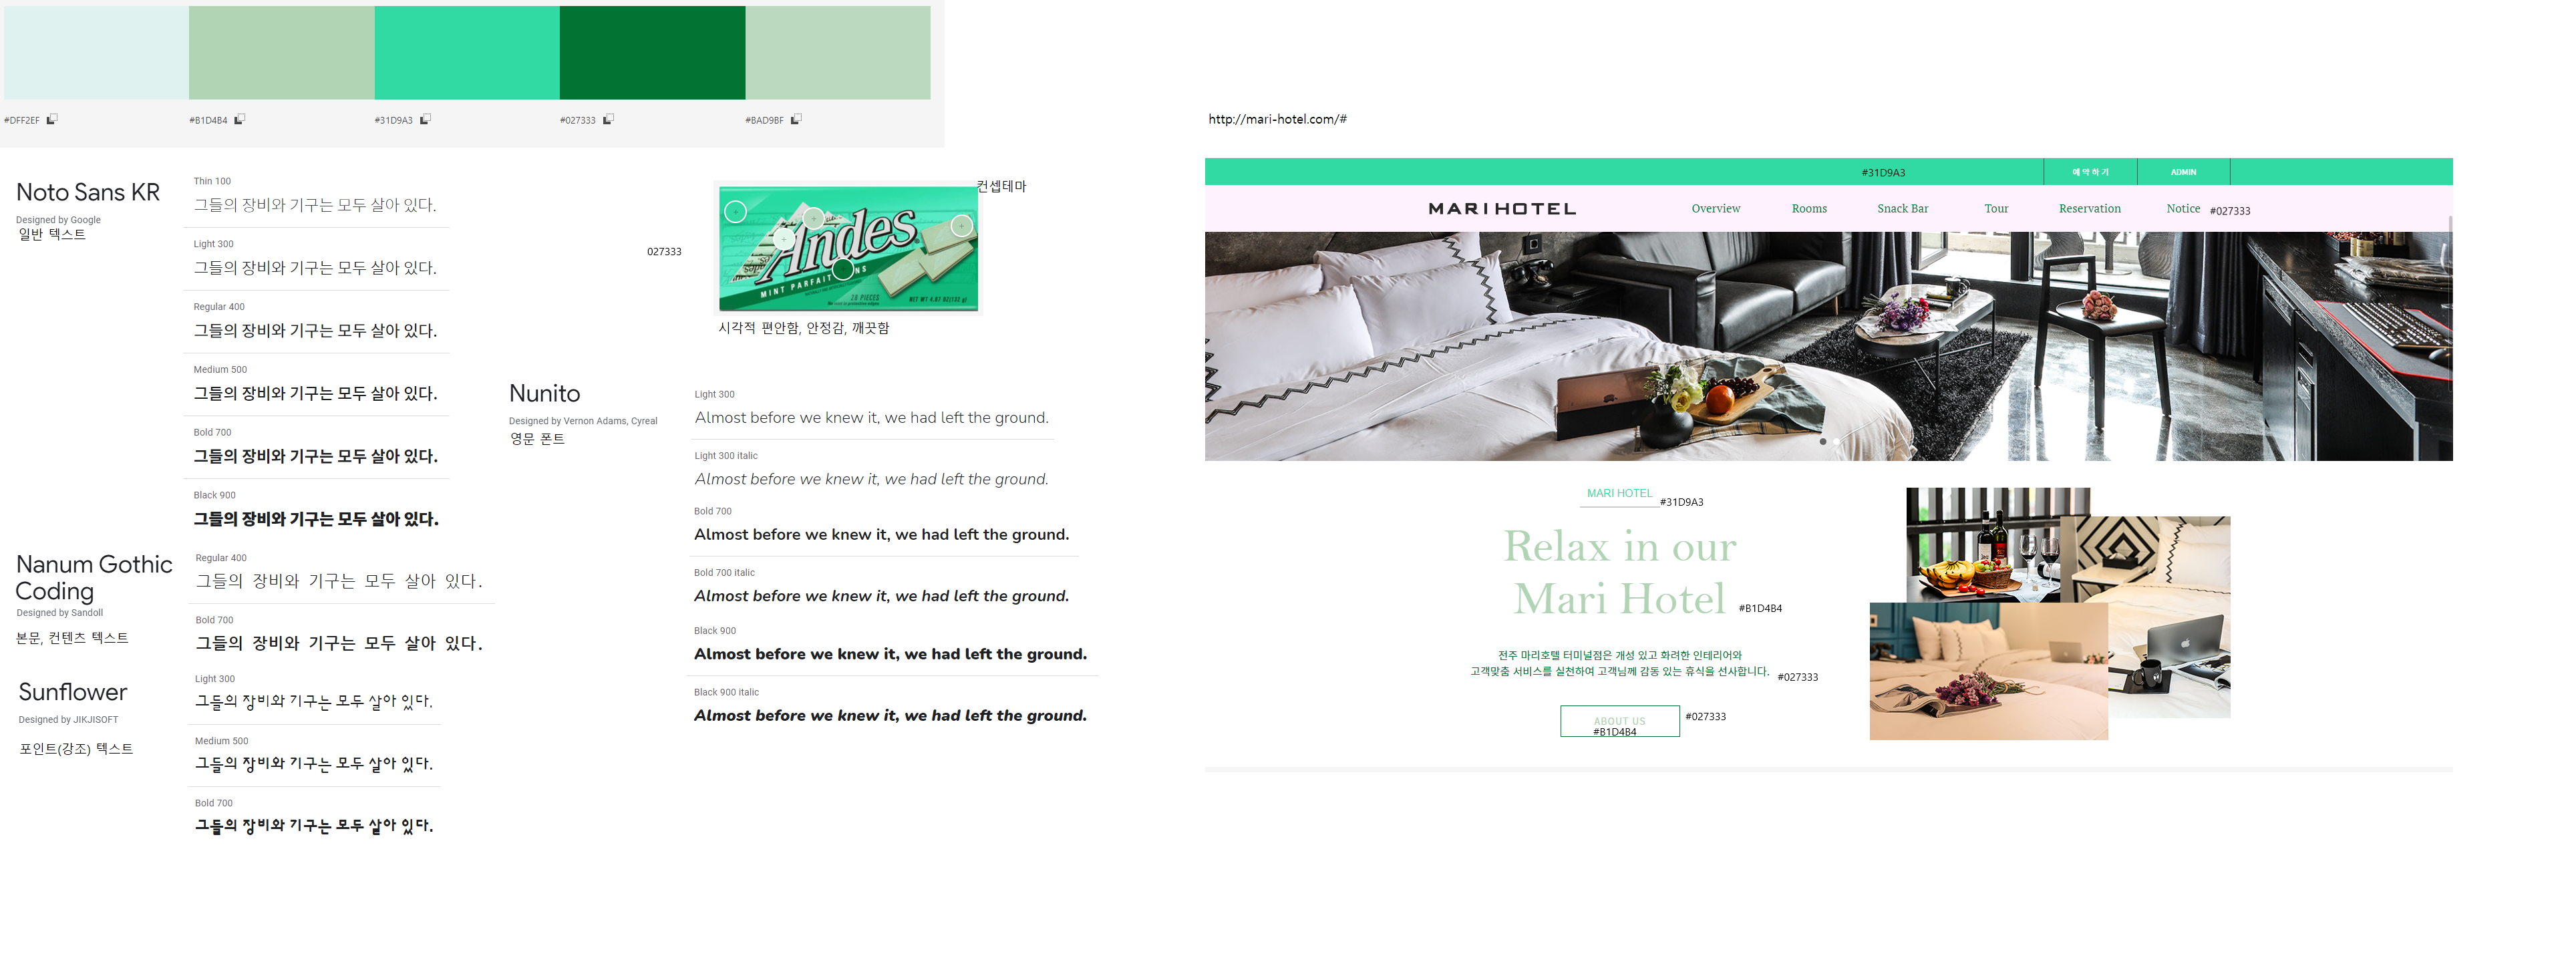 #DFF2EF
#B1D4B4
#31D9A3
#027333
#BAD9BF
Noto Sans KR
Designed by Google
일반 텍스트
Thin 100
그들의 장비와 기구는 모두 살아 있다.
Light 300
그들의 장비와 기구는 모두 살아 있다.
Regular 400
그들의 장비와 기구는 모두 살아 있다.
Medium 500
그들의 장비와 기구는 모두 살아 있다.
Bold 700
그들의 장비와 기구는 모두 살아 있다.
Black 900
그들의 장비와 기구는 모두 살아 있다.
Nanum Gothic
Coding
Designed by Sandoll
본문, 컨텐츠 텍스트
Regular 400
그들의 장비와 기구는 모두 살아 있다.
Bold 700
그들의 장비와 기구는 모두 살아 있다.
Sunflower
Designed by JIKJISOFT
포인트(강조) 텍스트
Light 300
그들의 장비와 기구는 모두 살아 있다.
Medium 500
그들의 장비와 기구는 모두 살아 있다.
Bold 700
그들의 장비와 기구는 모두 살아 있다.
컨셉테마
027333
Andes
MINT PARFAIT
28 PIECES
NET WT 4.67 OZ(132 g)
시각적 편안함, 안정감, 깨끗함
Nunito
Designed by Vernon Adams, Cyreal
영문 폰트
Light 300
Almost before we knew it, we had left the ground.
Light 300 italic
Almost before we knew it, we had left the ground.
Bold 700
Almost before we knew it, we had left the ground.
Bold 700 italic
Almost before we knew it, we had left the ground.
Black 900
Almost before we knew it, we had left the ground.
Black 900 italic
Almost before we knew it, we had left the ground.
http://mari-hotel.com/#
#31D9A3
예약하기
ADMIN
MARI HOTEL
Overview
Rooms
Snack Bar
Tour
Reservation
Notice
#027333
MARI HOTEL
#31D9A3
Relax in our
Mari Hotel
#B1D4B4
전주 마리호텔 터미널점은 개성 있고 화려한 인테리어와
고객맞춤 서비스를 실천하여 고객님께 감동 있는 휴식을 선사합니다.
#027333
ABOUT US
#B1D4B4
#027333